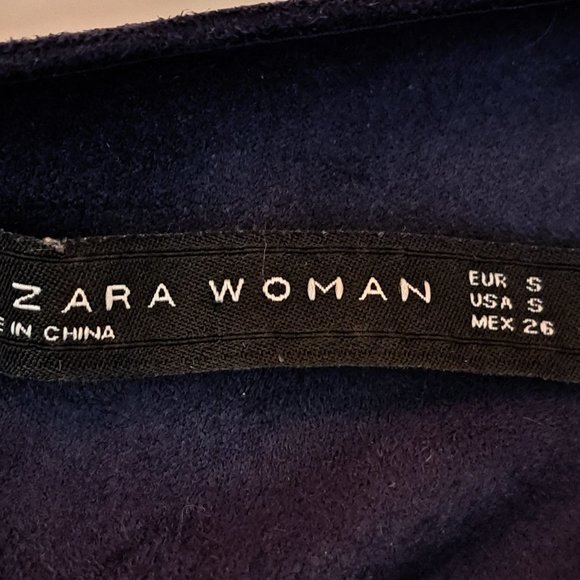 ZARA WOMAN
E IN CHINA
EUR S
USA S
MEX 26